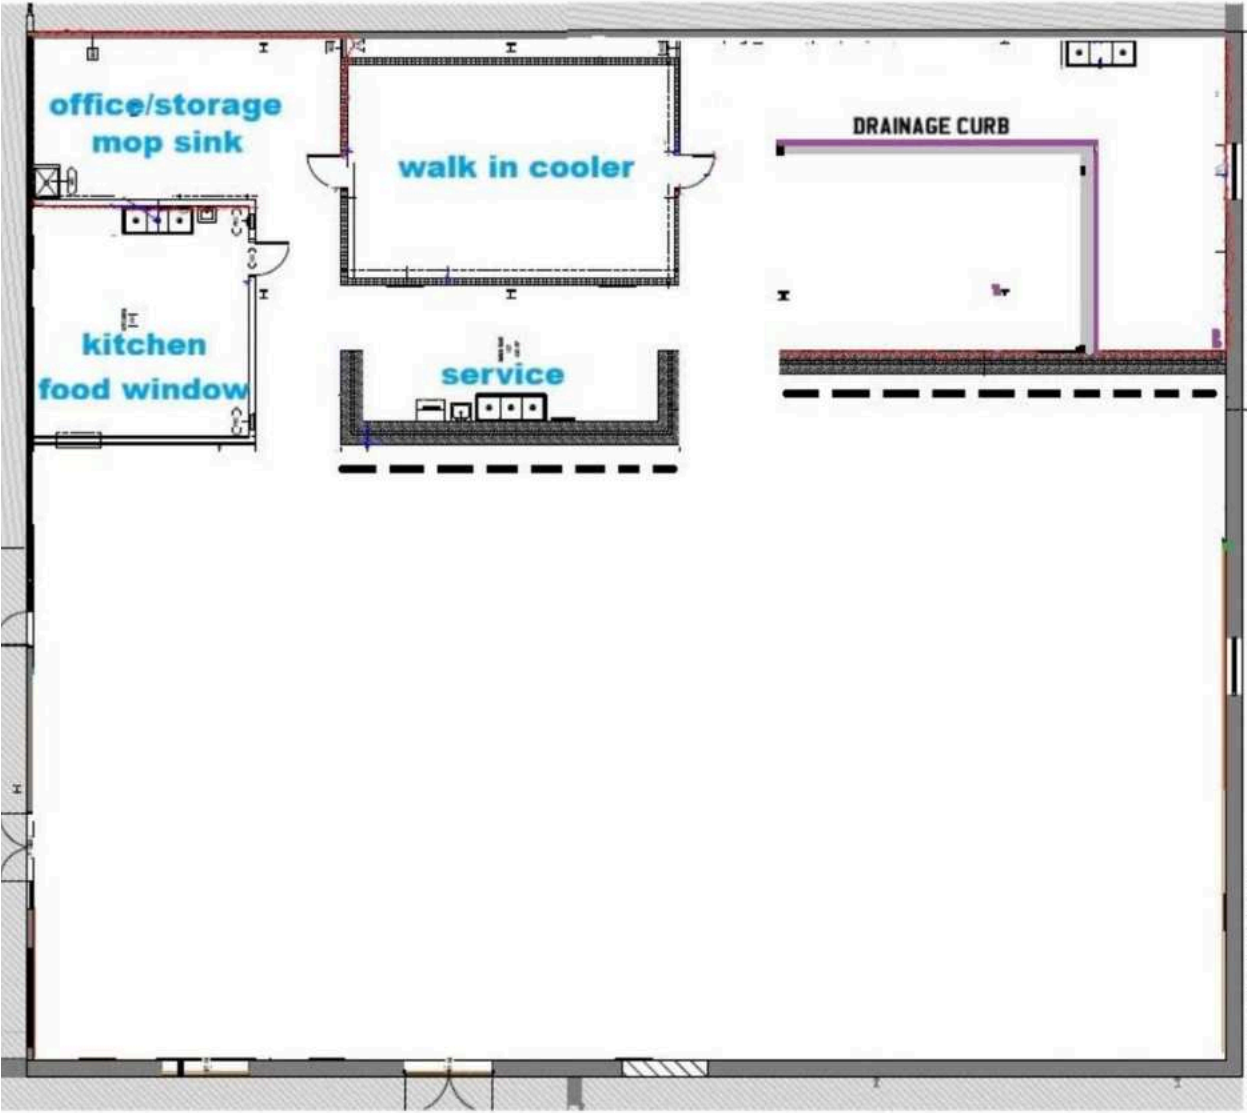 office/storage
mop sink
walk in cooler
DRAINAGE CURB
kitchen
food window
service